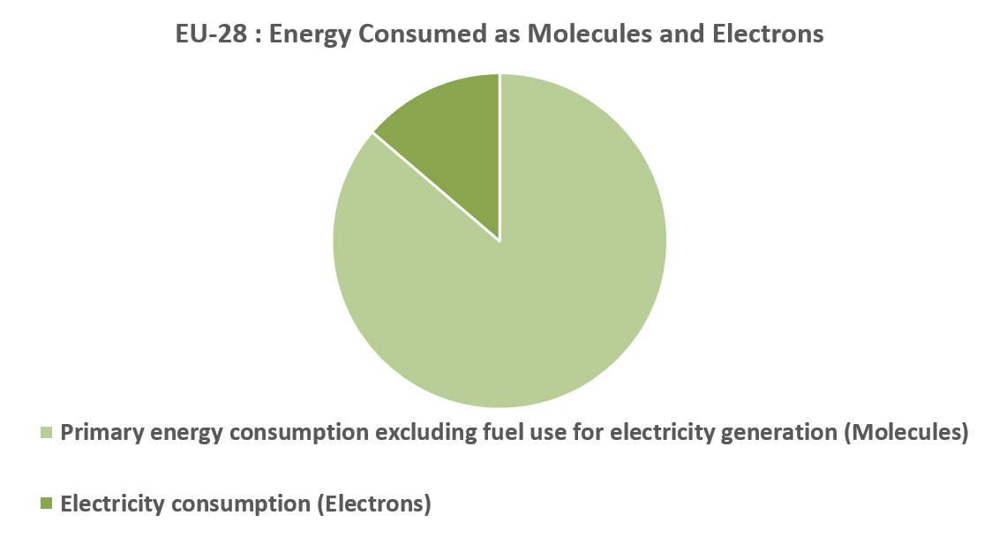 EU-28 : Energy Consumed as Molecules and Electrons
Primary energy consumption excluding fuel use for electricity generation (Molecules)
Electricity consumption (Electrons)